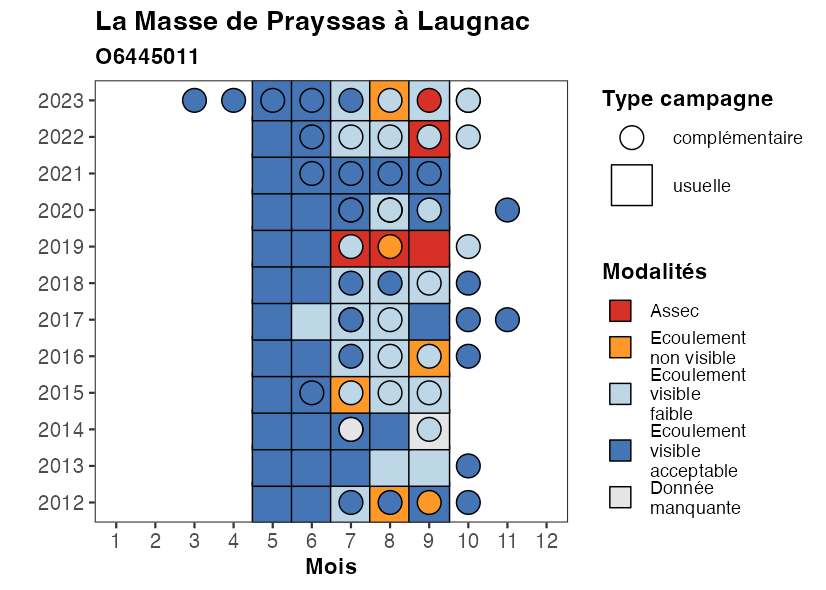 La Masse de Prayssas à Laugnac
O6445011
2023
2022
2021
2020
2019
2018
2017
2016
2015
2014
2013
2012
1 2 3 4 5 6 7 8 9 10 11 12
Mois
Type campagne
complémentaire
usuelle
Modalités
Assec
Ecoulement
non visible
Ecoulement
visible
faible
Ecoulement
visible
acceptable
Donnée
manquante